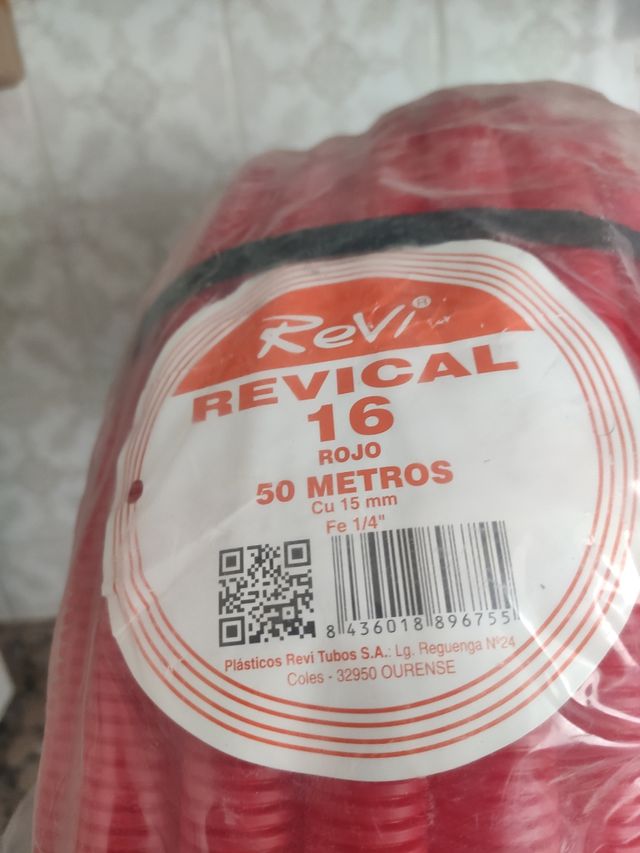 ReVi®
REVICAL
16
ROJO
50 METROS
Cu 15 mm
Fe 1/4"
8 436018 896755
Plásticos Revi Tubos S.A.: Lg. Reguenga Nº24
Coles - 32950 OURENSE